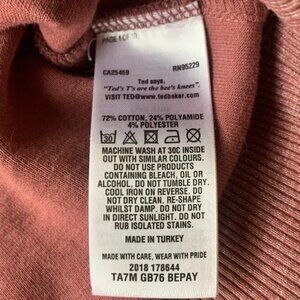 PAGE 1 OF
CA25459 RN95229
Ted says,
"Ted's T's are the bee's knees".
VISIT TED@www.tedbaker.com
72% COTTON, 24% POLYAMIDE
4% POLYESTER
30
MACHINE WASH AT 30C INSIDE
OUT WITH SIMILAR COLOURS.
DO NOT USE PRODUCTS
CONTAINING BLEACH, OIL OR
ALCOHOL. DO NOT TUMBLE DRY.
COOL IRON ON REVERSE. DO
NOT DRY CLEAN. RE-SHAPE
WHILST DAMP. DO NOT DRY IN
DIRECT SUNLIGHT. DO NOT
RUB ISOLATED STAINS.
MADE IN TURKEY
MADE WITH CARE, WEAR WITH PRIDE
2018 178644
TA7M GB76 BEPAY